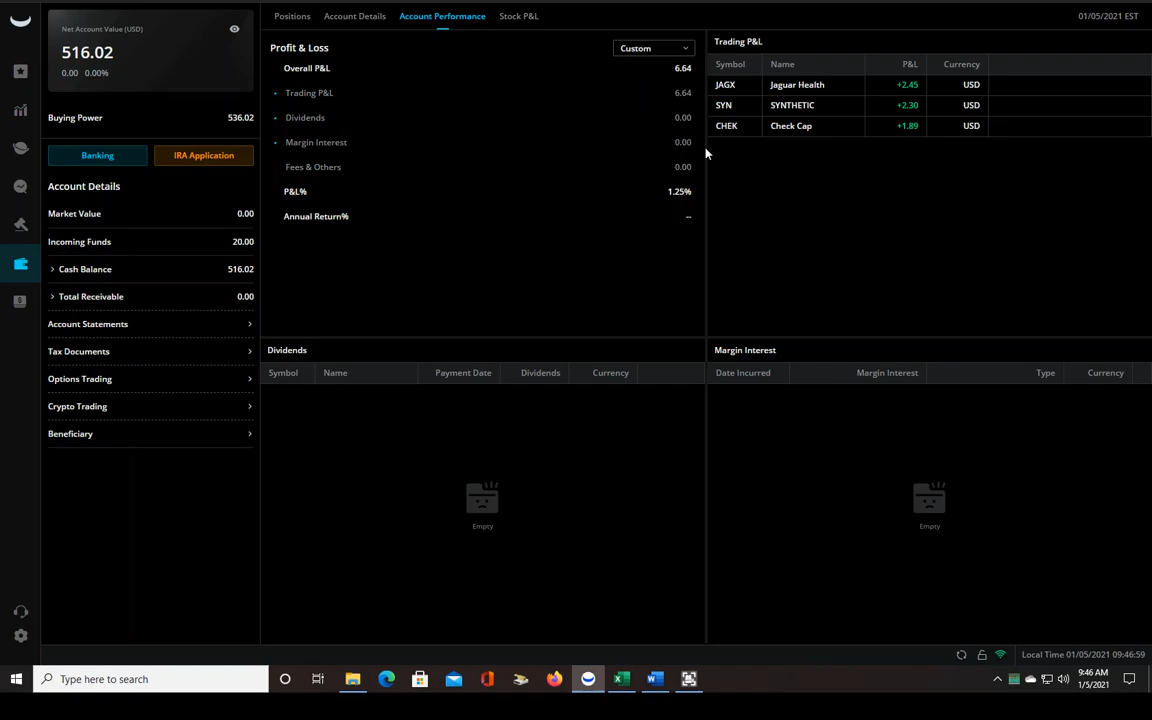 Positions Account Details Account Performance Stock P&L 01/05/2021 EST
Net Account Value (USD)
516.02
0.00 0.00%
Buying Power 536.02
Banking IRA Application
Account Details
Market Value 0.00
Incoming Funds 20.00
Cash Balance 516.02
Total Receivable 0.00
Account Statements
Tax Documents
Options Trading
Crypto Trading
Beneficiary
Profit & Loss Custom
Overall P&L 6.64
Trading P&L 6.64
Dividends 0.00
Margin Interest 0.00
Fees & Others 0.00
P&L% 1.25%
Annual Return% --
Trading P&L
Symbol Name P&L Currency
JAGX Jaguar Health +2.45 USD
SYN SYNTHETIC +2.30 USD
CHEK Check Cap +1.89 USD
Dividends
Symbol Name Payment Date Dividends Currency
Empty
Margin Interest
Date Incurred Margin Interest Type Currency
Empty
Local Time 01/05/2021 09:46:59
Type here to search
9:46 AM
1/5/2021